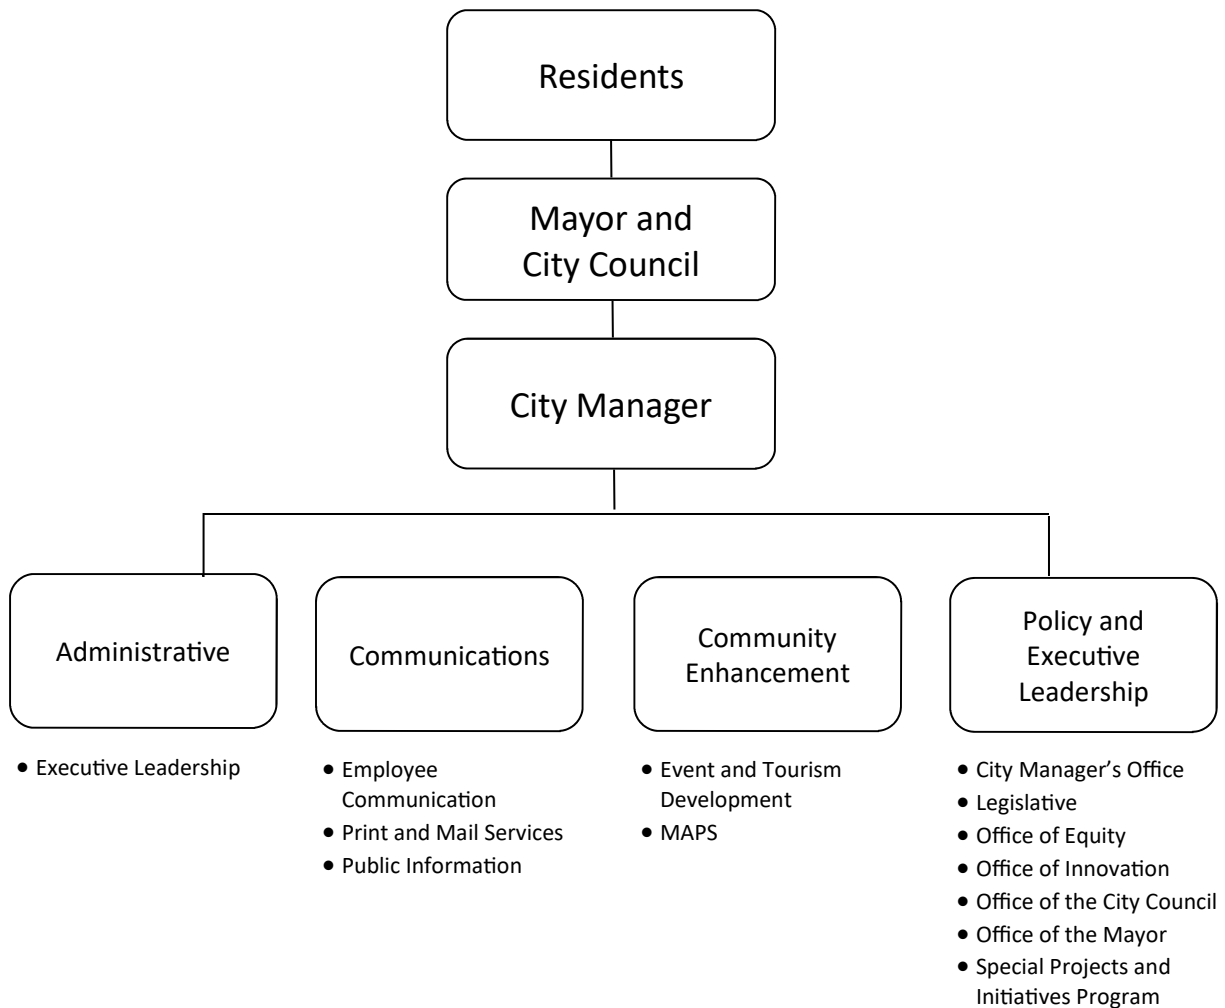 Residents
Mayor and
City Council
City Manager
Administrative
• Executive Leadership
Communications
• Employee
Communication
• Print and Mail Services
• Public Information
Community
Enhancement
• Event and Tourism
Development
• MAPS
Policy and
Executive
Leadership
• City Manager’s Office
• Legislative
• Office of Equity
• Office of Innovation
• Office of the City Council
• Office of the Mayor
• Special Projects and
Initiatives Program